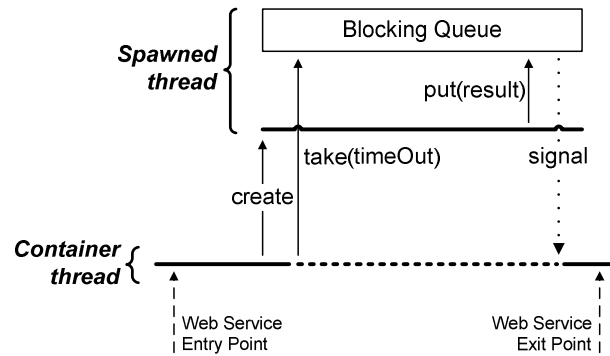 Blocking Queue
Spawned
thread
put(result)
take(timeOut)
signal
create
Container
thread
Web Service
Entry Point
Web Service
Exit Point